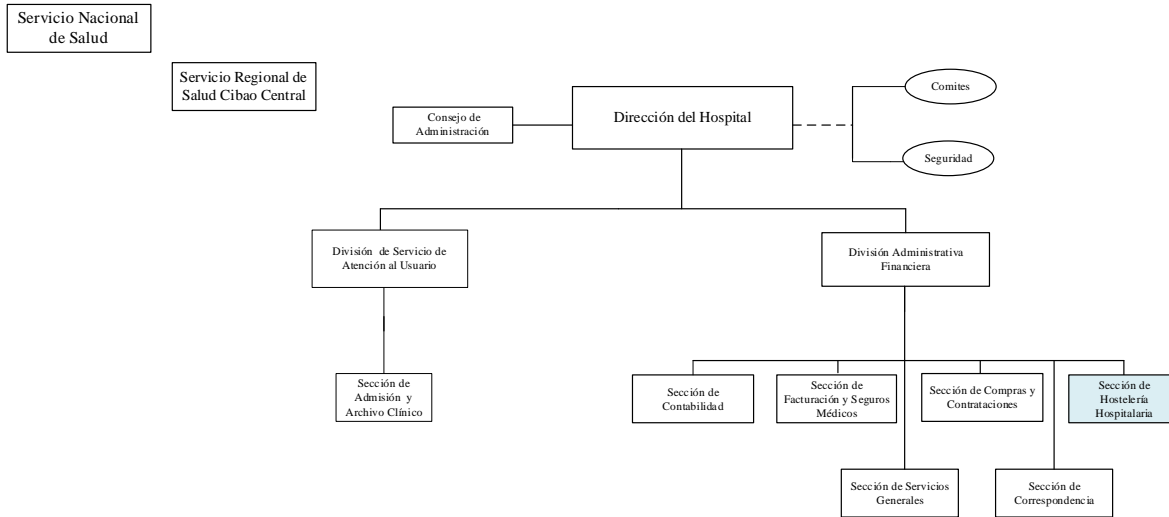 Servicio Nacional
de Salud
Servicio Regional de
Salud Cibao Central
Consejo de
Administración
Dirección del Hospital
Comites
Seguridad
División de Servicio de
Atención al Usuario
División Administrativa
Financiera
Sección de
Admisión y
Archivo Clínico
Sección de
Contabilidad
Sección de
Facturación y Seguros
Médicos
Sección de Compras y
Contrataciones
Sección de
Hostelería
Hospitalaria
Sección de Servicios
Generales
Sección de
Correspondencia